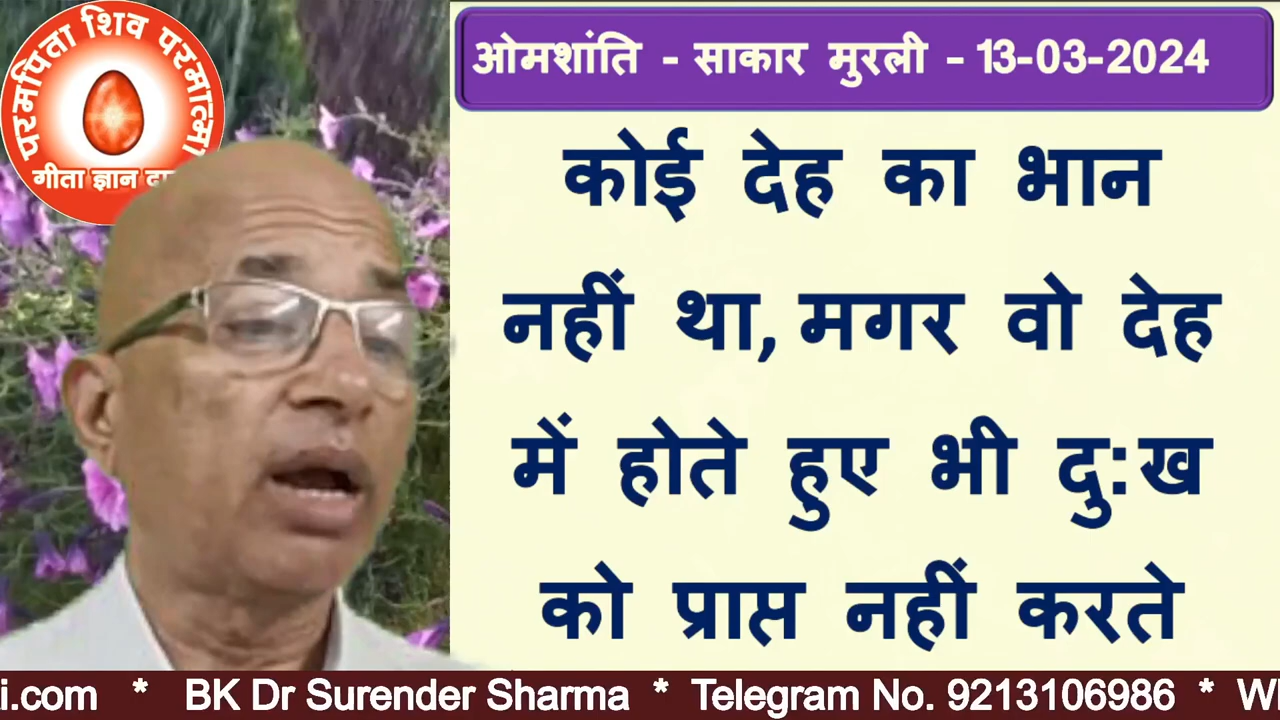 परमपिता शिव परमात्मा
गीता ज्ञान
ओमशांति - साकार मुरली - 13-03-2024
कोई देह का भान
नहीं था, मगर वो देह
में होते हुए भी दु:ख
को प्राप्त नहीं करते
i.com * BK Dr Surender Sharma * Telegram No. 9213106986 *